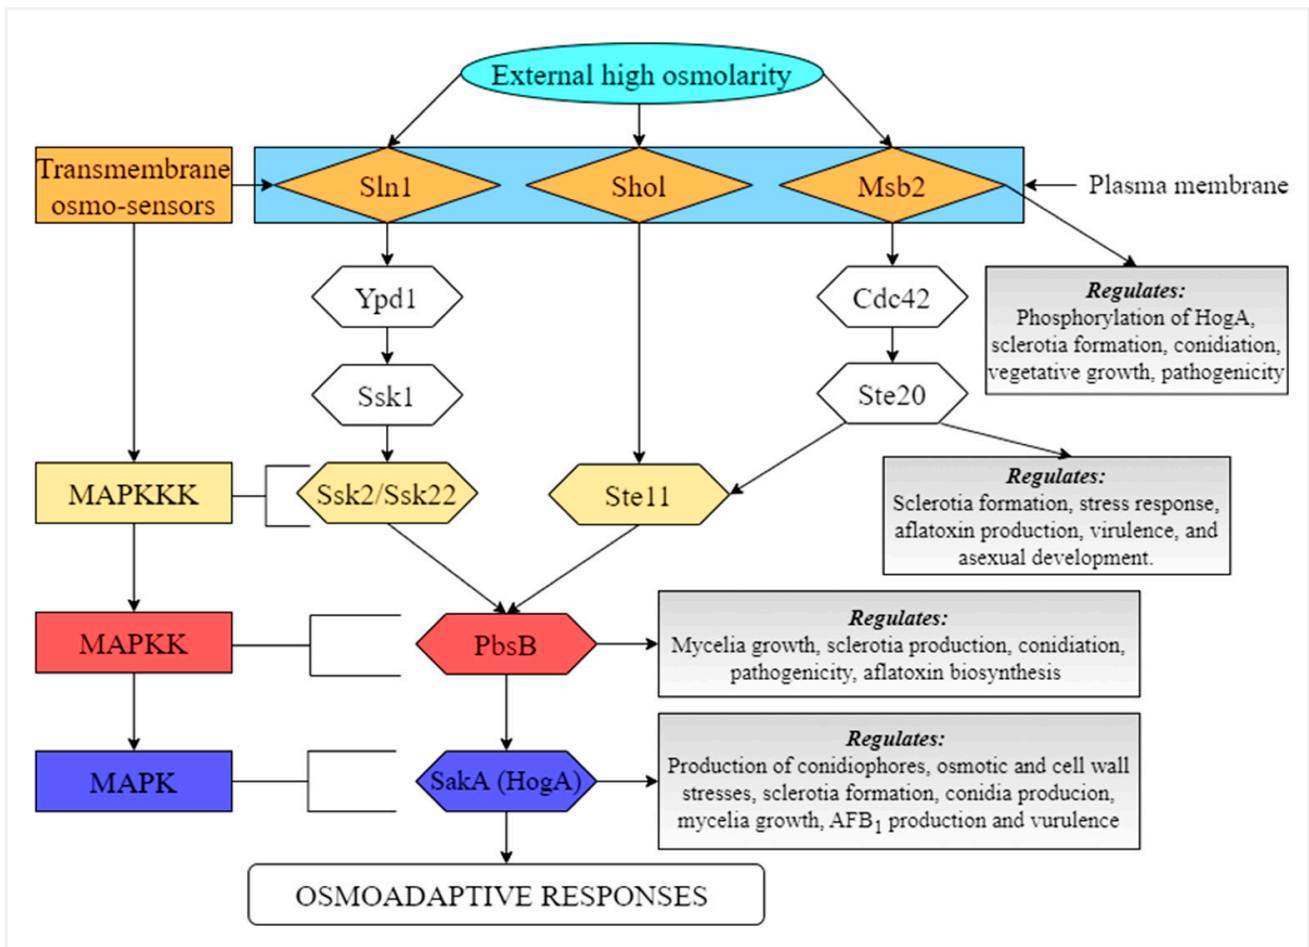 External high osmolarity
Transmembrane
osmo-sensors
Sln1
Shol
Msb2
Plasma membrane
Ypd1
Cdc42
Regulates:
Phosphorylation of HogA,
sclerotia formation, conidiation,
vegetative growth, pathogenicity
Ssk1
Ste20
MAPKKK
Ssk2/Ssk22
Ste11
Regulates:
Sclerotia formation, stress response,
aflatoxin production, virulence, and
asexual development.
MAPKK
PbsB
Regulates:
Mycelia growth, sclerotia production, conidiation,
pathogenicity, aflatoxin biosynthesis
MAPK
SakA (HogA)
Regulates:
Production of conidiophores, osmotic and cell wall
stresses, sclerotia formation, conidia producion,
mycelia growth, AFB₁ production and vurulence
OSMOADAPTIVE RESPONSES